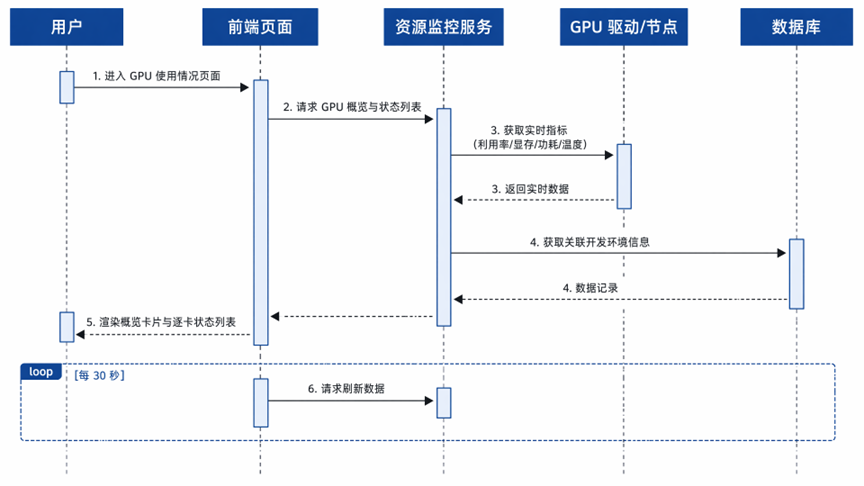 用户
前端页面
资源监控服务
GPU 驱动/节点
数据库
1. 进入 GPU 使用情况页面
2. 请求 GPU 概览与状态列表
3. 获取实时指标
(利用率/显存/功耗/温度)
3. 返回实时数据
4. 获取关联开发环境信息
4. 数据记录
5. 渲染概览卡片与逐卡状态列表
loop
[每 30 秒]
6. 请求刷新数据